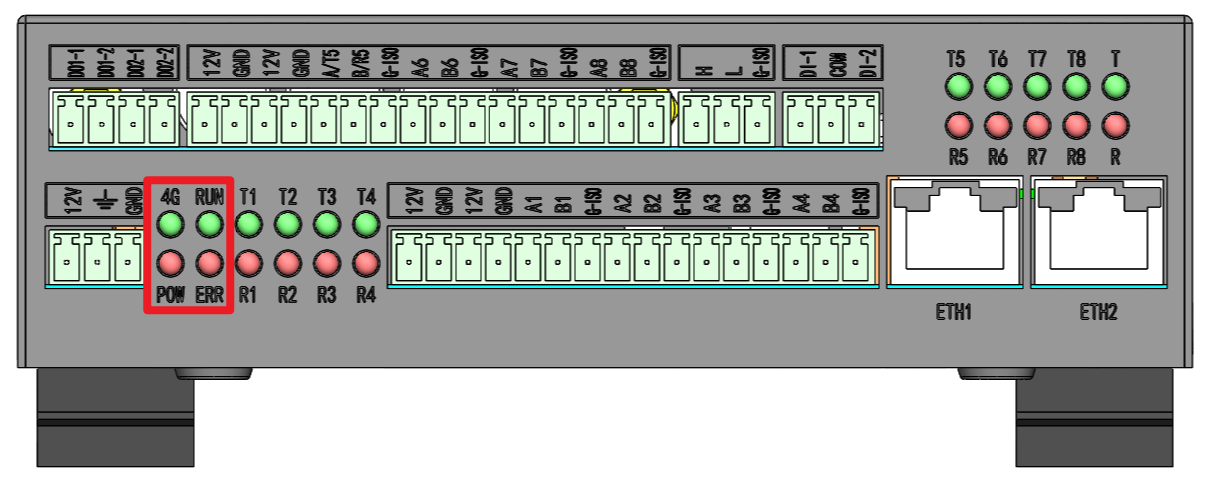 DO1-1 DO1-2 DO2-1 DO2-2 12V GND 12V GND A/T5 B/R5 G-ISO A6 B6 G-ISO A7 B7 G-ISO A8 B8 G-ISO H L G-ISO DI-1 COM DI-2
T5 T6 T7 T8 T
R5 R6 R7 R8 R
12V GND 4G RUN T1 T2 T3 T4 12V GND 12V GND A1 B1 G-ISO A2 B2 G-ISO A3 B3 G-ISO A4 B4 G-ISO
POW ERR R1 R2 R3 R4
ETH1 ETH2